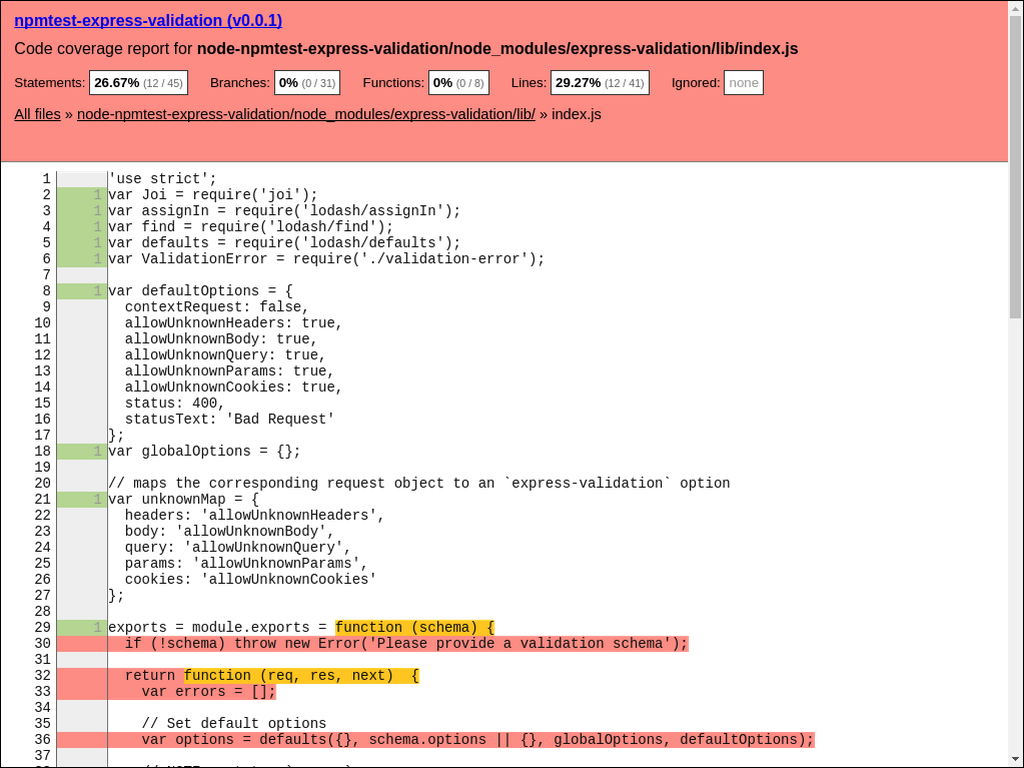 npmtest-express-validation (v0.0.1)
Code coverage report for node-npmtest-express-validation/node_modules/express-validation/lib/index.js
Statements: 26.67% (12 / 45) Branches: 0% (0 / 31) Functions: 0% (0 / 8) Lines: 29.27% (12 / 41) Ignored: none
All files » node-npmtest-express-validation/node_modules/express-validation/lib/ » index.js
1 'use strict';
2 1 var Joi = require('joi');
3 1 var assignIn = require('lodash/assignIn');
4 1 var find = require('lodash/find');
5 1 var defaults = require('lodash/defaults');
6 1 var ValidationError = require('./validation-error');
7
8 1 var defaultOptions = {
9 contextRequest: false,
10 allowUnknownHeaders: true,
11 allowUnknownBody: true,
12 allowUnknownQuery: true,
13 allowUnknownParams: true,
14 allowUnknownCookies: true,
15 status: 400,
16 statusText: 'Bad Request'
17 };
18 1 var globalOptions = {};
19
20 // maps the corresponding request object to an `express-validation` option
21 1 var unknownMap = {
22 headers: 'allowUnknownHeaders',
23 body: 'allowUnknownBody',
24 query: 'allowUnknownQuery',
25 params: 'allowUnknownParams',
26 cookies: 'allowUnknownCookies'
27 };
28
29 1 exports = module.exports = function (schema) {
30 if (!schema) throw new Error('Please provide a validation schema');
31
32 return function (req, res, next)  {
33 var errors = [];
34
35 // Set default options
36 var options = defaults({}, schema.options || {}, globalOptions, defaultOptions);
37